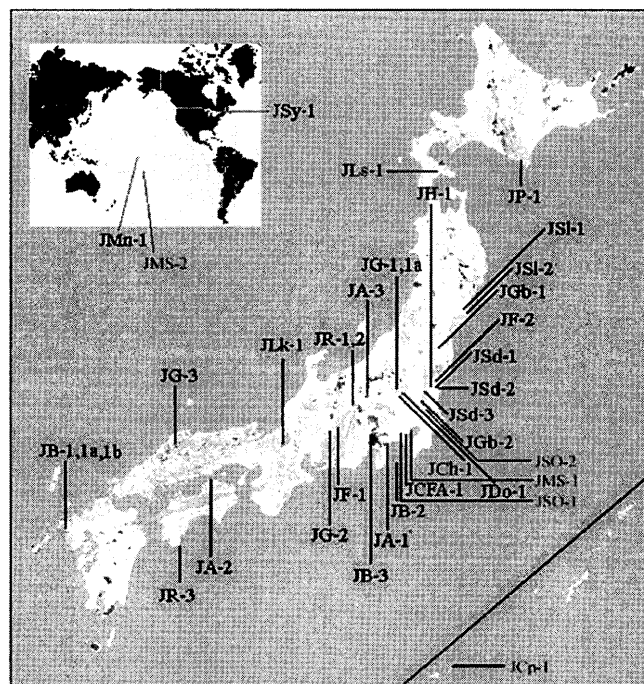 JSy-1
JLs-1
JP-1
JH-1
JMn-1
JMS-2
JSl-1
JG-1,1a
JSl-2
JA-3
JGb-1
JR-1,2
JF-2
JLk-1
JSd-1
JG-3
JSd-2
JSd-3
JB-1,1a,1b
JGb-2
JSO-2
JCh-1
JMS-1
JCFA-1
JDo-1
JF-1
JSO-1
JB-2
JG-2
JA-1
JA-2
JB-3
JR-3
JCp-1